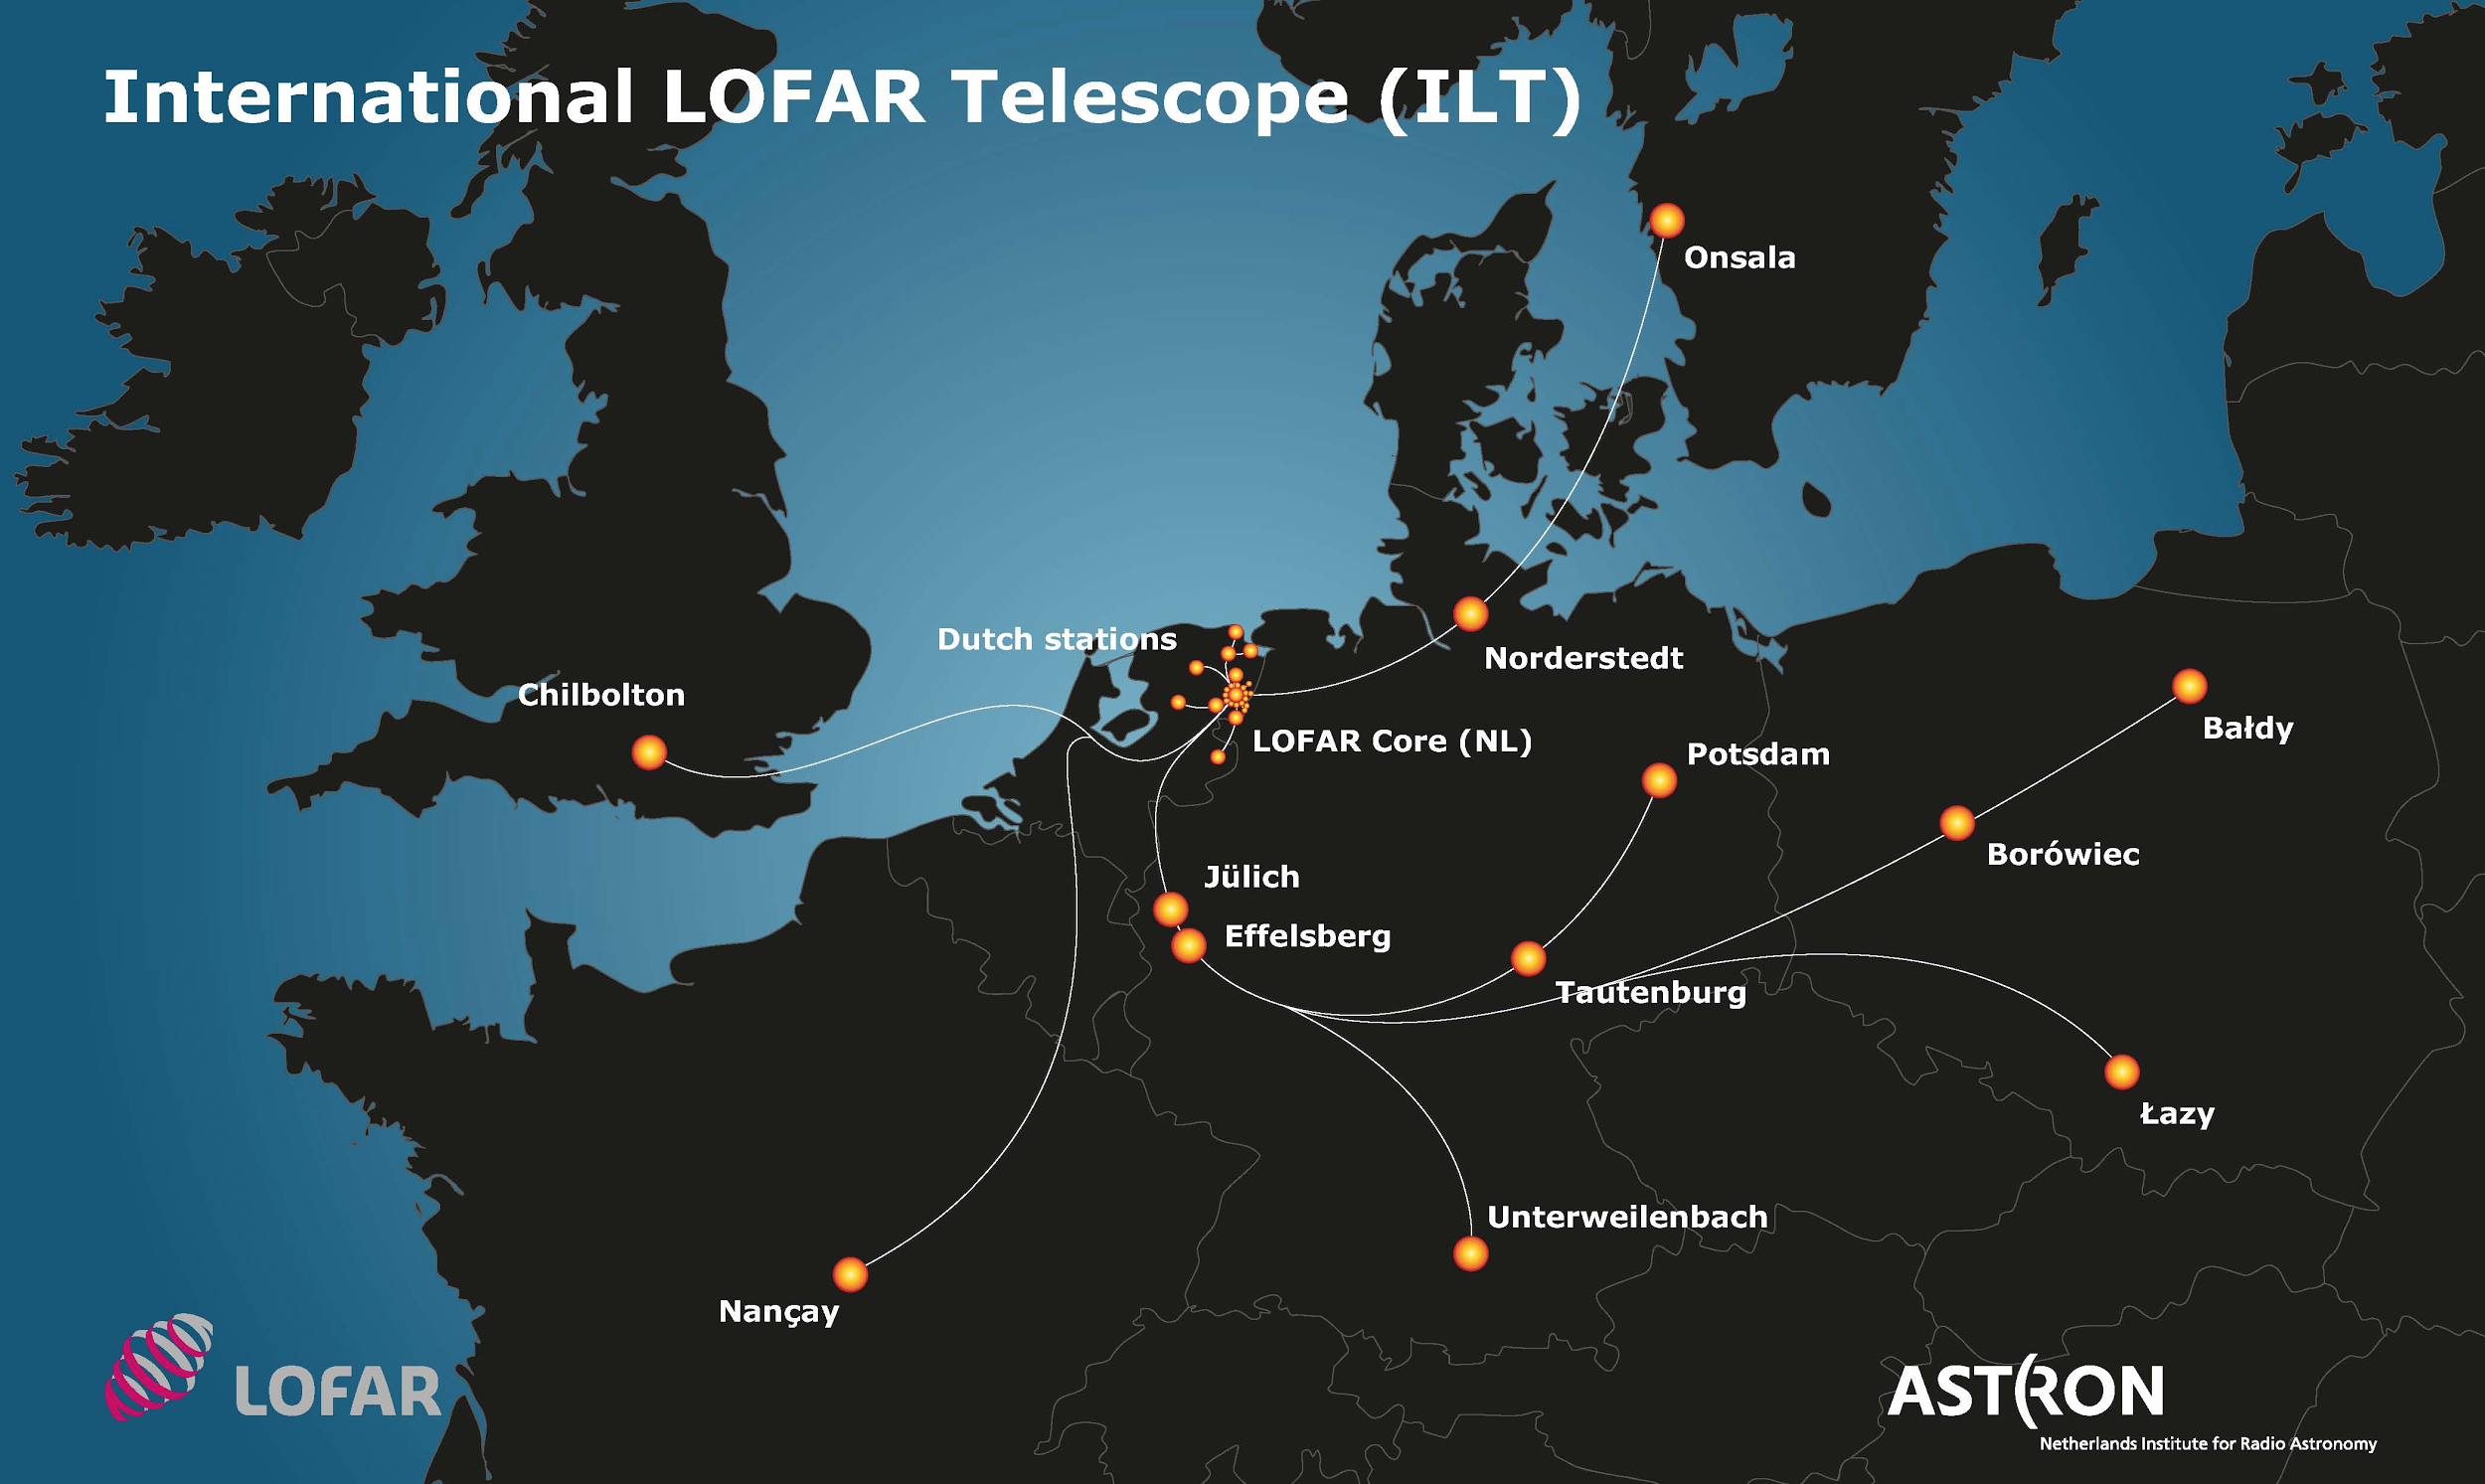 International LOFAR Telescope (ILT)
Onsala
Dutch stations
Norderstedt
Chilbolton
LOFAR Core (NL)
Bałdy
Potsdam
Borówiec
Jülich
Effelsberg
Tautenburg
Łazy
Unterweilenbach
Nançay
LOFAR
ASTRON
Netherlands Institute for Radio Astronomy